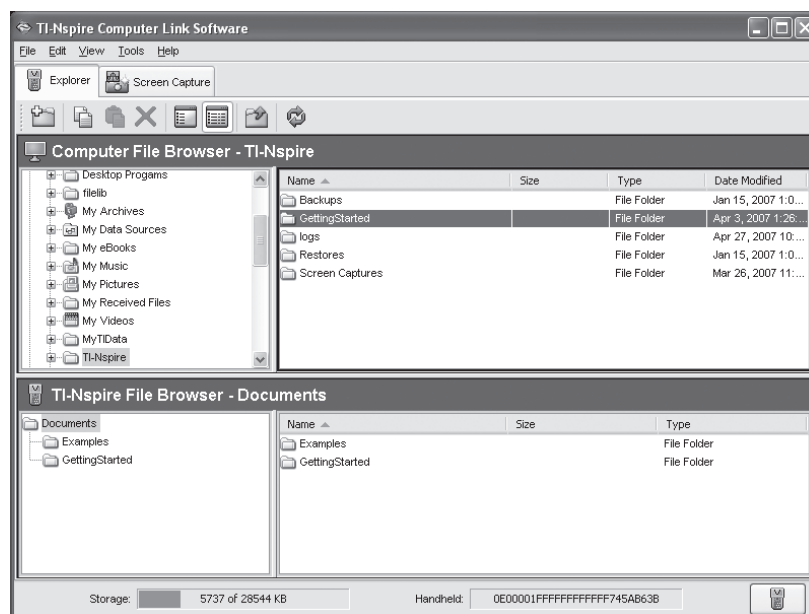 TI-Nspire Computer Link Software
File Edit View Tools Help
Explorer Screen Capture
Computer File Browser - TI-Nspire
Desktop Progams
filelib
My Archives
My Data Sources
My eBooks
My Music
My Pictures
My Received Files
My Videos
MyTIData
TI-Nspire
Name Size Type Date Modified
Backups File Folder Jan 15, 2007 1:0...
GettingStarted File Folder Apr 3, 2007 1:26:...
logs File Folder Apr 27, 2007 10:...
Restores File Folder Jan 15, 2007 1:0...
Screen Captures File Folder Mar 26, 2007 11:...
TI-Nspire File Browser - Documents
Documents
Examples
GettingStarted
Name Size Type
Examples File Folder
GettingStarted File Folder
Storage: 5737 of 28544 KB Handheld: 0E00001FFFFFFFFFFFF745AB63B